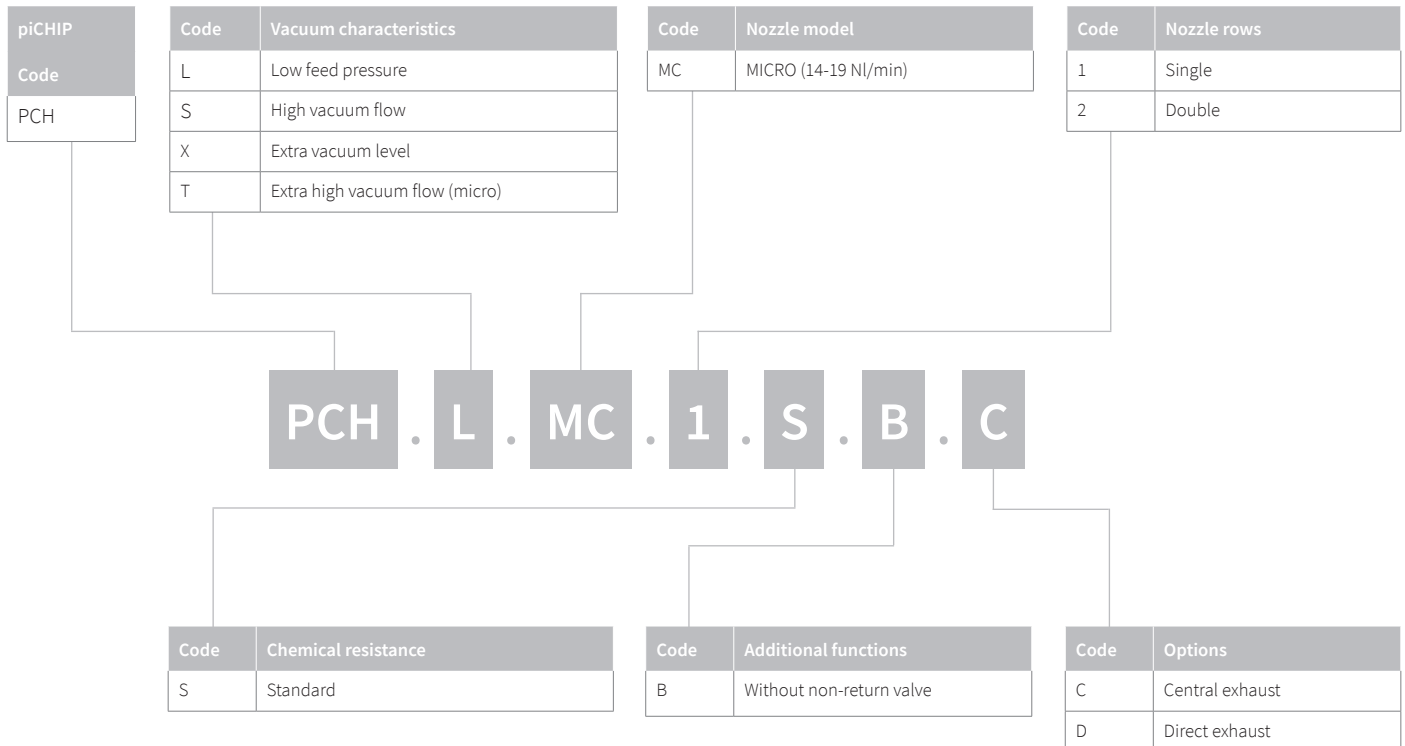 piCHIP
Code
PCH
Code Vacuum characteristics
L Low feed pressure
S High vacuum flow
X Extra vacuum level
T Extra high vacuum flow (micro)
Code Nozzle model
MC MICRO (14-19 Nl/min)
Code Nozzle rows
1 Single
2 Double
PCH . L . MC . 1 . S . B . C
Code Chemical resistance
S Standard
Code Additional functions
B Without non-return valve
Code Options
C Central exhaust
D Direct exhaust